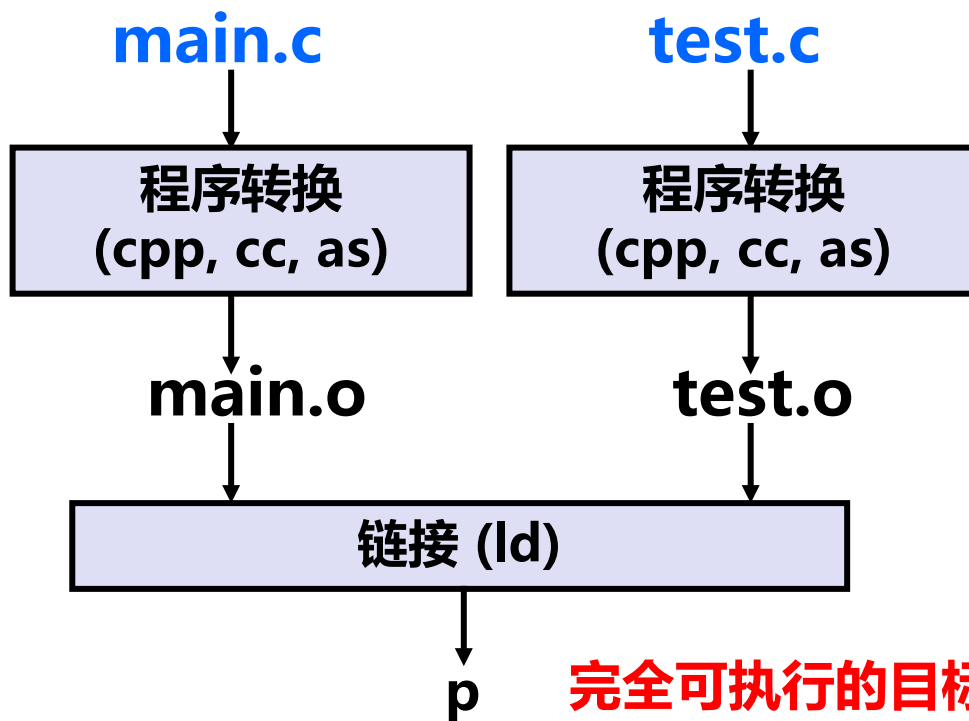 main.c
test.c
程序转换
(cpp, cc, as)
程序转换
(cpp, cc, as)
main.o
test.o
链接 (ld)
p
完全可执行的目标